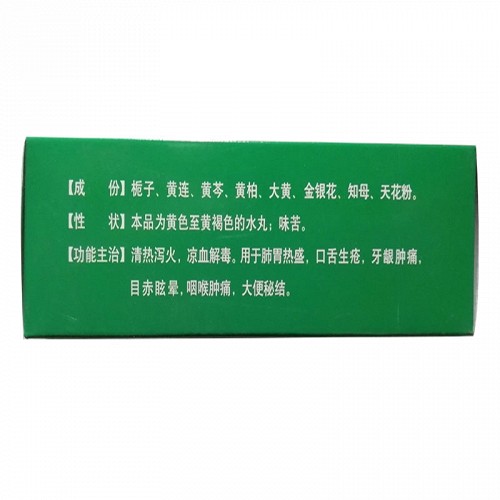 【成　份】栀子、黄连、黄芩、黄柏、大黄、金银花、知母、天花粉。
【性　状】本品为黄色至黄褐色的水丸；味苦。
【功能主治】清热泻火，凉血解毒。用于肺胃热盛，口舌生疮，牙龈肿痛，
目赤眩晕，咽喉肿痛，大便秘结。